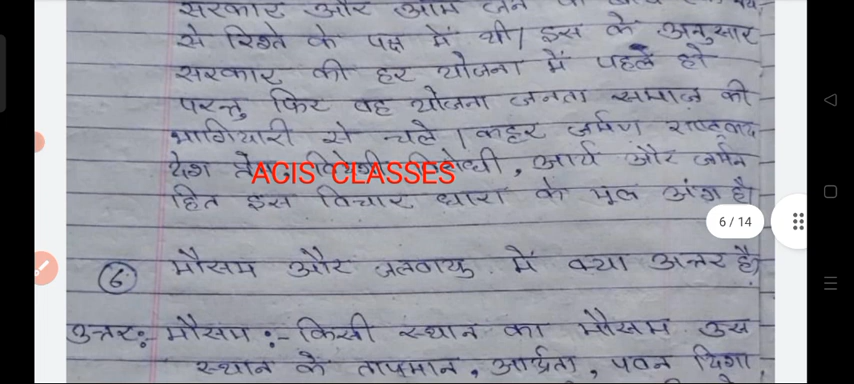 सरकार और आम जन
से रिश्ते के पक्ष में थी। इस के अनुसार
सरकार की हर योजना में पहले हो
परन्तु फिर वह योजना जनता समाज की
भागियारी से चले। कट्टर जर्मण राष्ट्रवाद
देश विरोधी, आर्य और जर्मन
ACIS CLASSES
हित इस विचार धारा के मूल अंग है।
6/14
6 मौसम और जलवायु में क्या अन्तर है।
उत्तर:- मौसम :- किसी स्थान का मौसम उस
स्थान के तापमान, आर्द्रता, पवन दिशा,